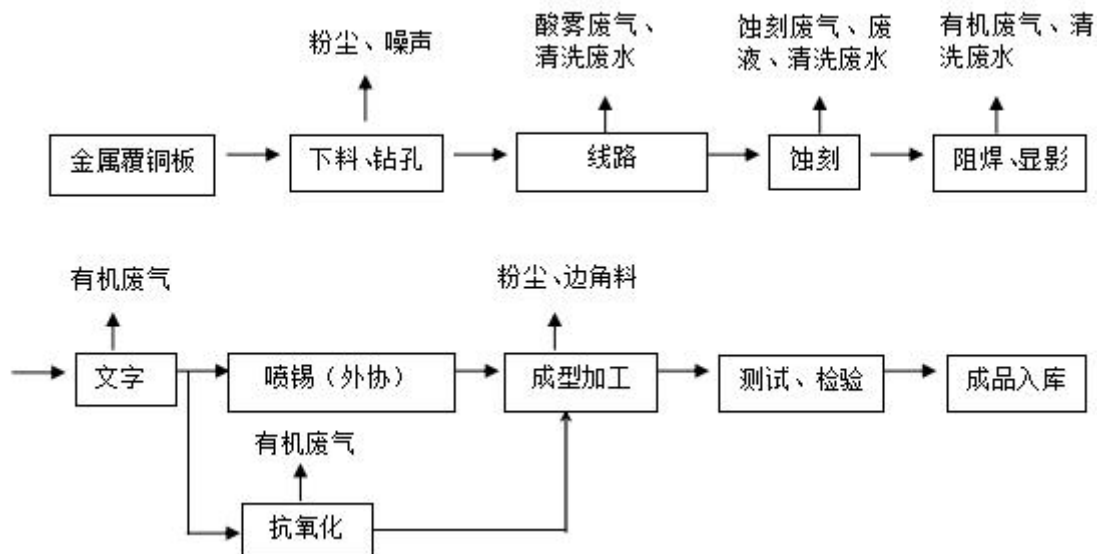 粉尘、噪声
酸雾废气、
清洗废水
蚀刻废气、废
液、清洗废水
有机废气、清
洗废水
金属覆铜板
下料、钻孔
线路
蚀刻
阻焊、显影
有机废气
粉尘、边角料
文字
喷锡（外协）
成型加工
测试、检验
成品入库
有机废气
抗氧化